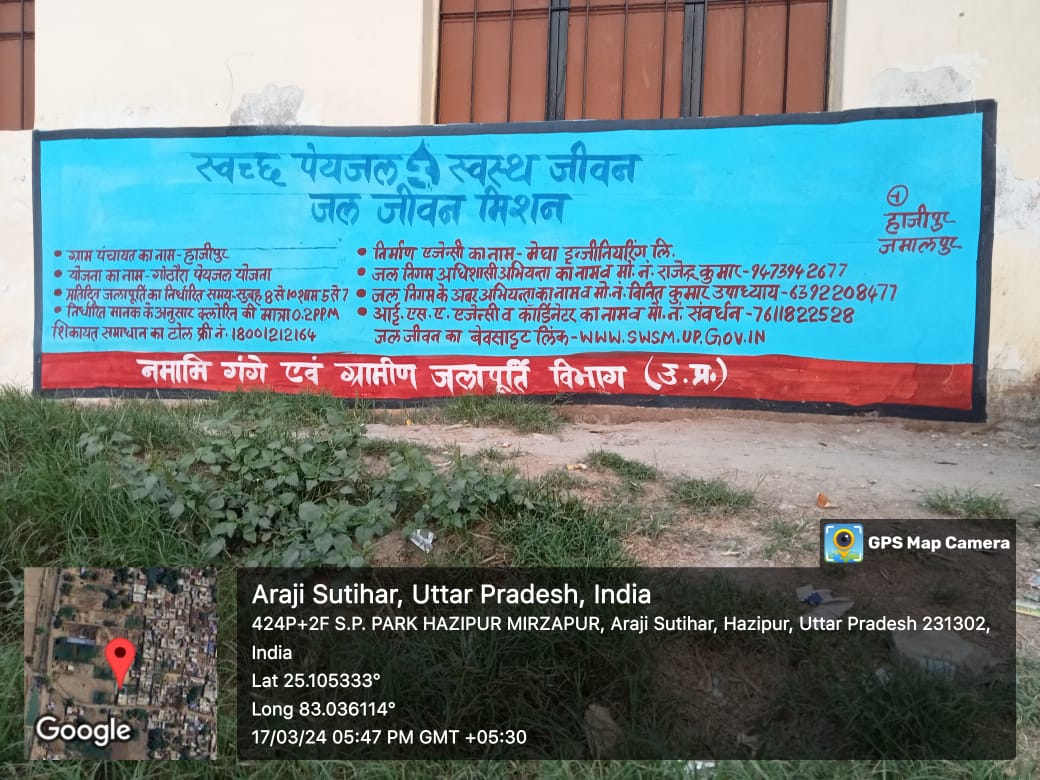 स्वच्छ पेयजल स्वस्थ जीवन
जल जीवन मिशन
१
हाजीपुर
जमालपुर
• ग्राम पंचायत का नाम - हाजीपुर
• योजना का नाम - गोठौरा पेयजल योजना
• प्रतिदिन जलापूर्ति का निर्धारित समय - सुबह 8 से 10 शाम 5 से 7
• निर्धारित मानक के अनुसार क्लोरिन की मात्रा 0.2 PPM
शिकायत समाधान का टोल फ्री नं. 18001212164
• निर्माण एजेन्सी का नाम - मेघा इन्जीनियरिंग लि.
• जल निगम अधिशासी अभियन्ता का नाम व मो. नं. राजेन्द्र कुमार - 9473942677
• जल निगम के अवर अभियन्ता का नाम व मो. नं. विनित कुमार उपाध्याय - 6392208477
• आई. एस. ए. एजेन्सी व कोर्डिनेटर का नाम व मो. नं. संवर्धन - 7611822528
जल जीवन का बेवसाइट लिंक - WWW.SWSM.UP.GOV.IN
नमामि गंगे एवं ग्रामीण जलापूर्ति विभाग (उ.प्र.)
GPS Map Camera
Araji Sutihar, Uttar Pradesh, India
424P+2F S.P. PARK HAZIPUR MIRZAPUR, Araji Sutihar, Hazipur, Uttar Pradesh 231302,
India
Lat 25.105333°
Long 83.036114°
17/03/24 05:47 PM GMT +05:30
Google